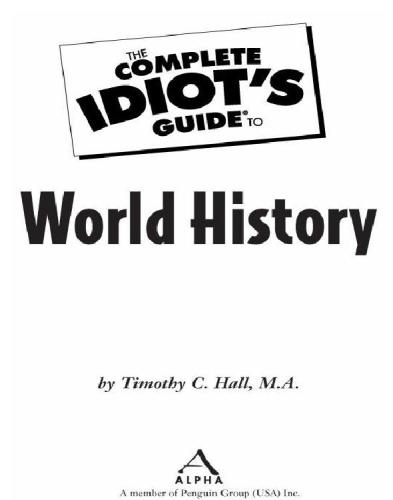 THE
COMPLETE
IDIOT'S
GUIDE® TO
World History
by Timothy C. Hall, M.A.
ALPHA
A member of Penguin Group (USA) Inc.